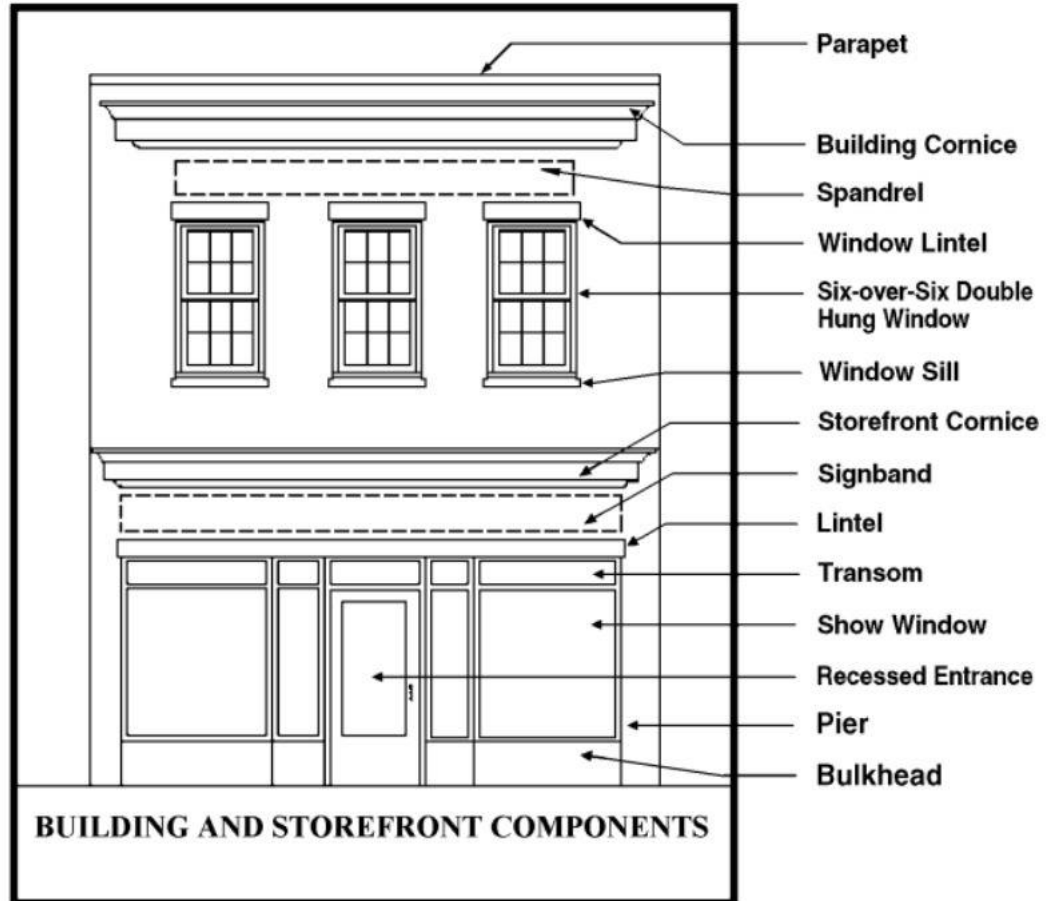 Parapet
Building Cornice
Spandrel
Window Lintel
Six-over-Six Double
Hung Window
Window Sill
Storefront Cornice
Signband
Lintel
Transom
Show Window
Recessed Entrance
Pier
Bulkhead
BUILDING AND STOREFRONT COMPONENTS